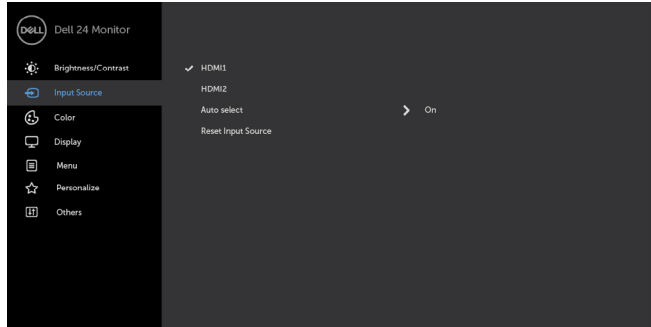 DELL Dell 24 Monitor
Brightness/Contrast
Input Source
Color
Display
Menu
Personalize
Others
HDMI1
HDMI2
Auto select On
Reset Input Source